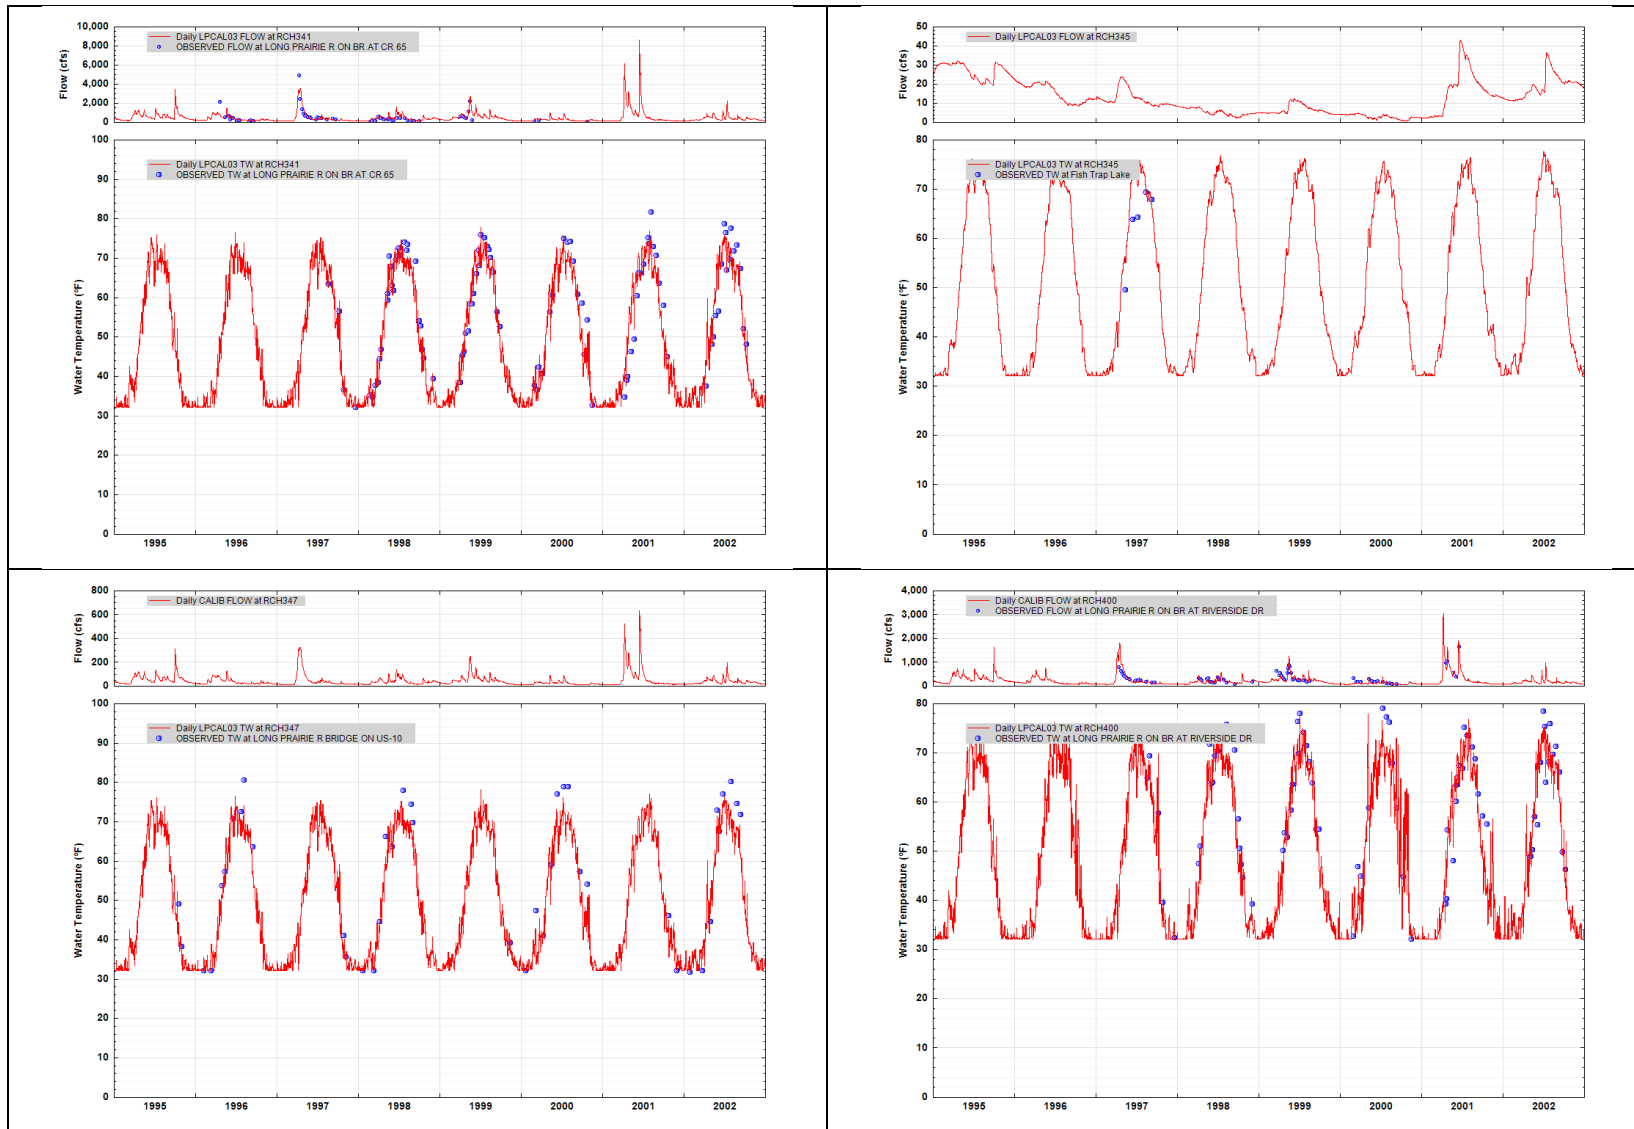 10,000
8,000
6,000
4,000
2,000
0
Flow (cfs)
Daily LPCAL03 FLOW at RCH341
OBSERVED FLOW at LONG PRAIRIE R ON BR AT CR 65
100
90
80
70
60
50
40
30
20
10
0
Water Temperature (°F)
Daily LPCAL03 TW at RCH341
OBSERVED TW at LONG PRAIRIE R ON BR AT CR 65
1995 1996 1997 1998 1999 2000 2001 2002
50
40
30
20
10
0
Flow (cfs)
Daily LPCAL03 FLOW at RCH345
80
70
60
50
40
30
20
10
0
Water Temperature (°F)
Daily LPCAL03 TW at RCH345
OBSERVED TW at Fish Trap Lake
1995 1996 1997 1998 1999 2000 2001 2002
800
600
400
200
0
Flow (cfs)
Daily CALIB FLOW at RCH347
100
90
80
70
60
50
40
30
20
10
0
Water Temperature (°F)
Daily LPCAL03 TW at RCH347
OBSERVED TW at LONG PRAIRIE R BRIDGE ON US-10
1995 1996 1997 1998 1999 2000 2001 2002
4,000
3,000
2,000
1,000
0
Flow (cfs)
Daily CALIB FLOW at RCH400
OBSERVED FLOW at LONG PRAIRIE R ON BR AT RIVERSIDE DR
80
70
60
50
40
30
20
10
0
Water Temperature (°F)
Daily LPCAL03 TW at RCH400
OBSERVED TW at LONG PRAIRIE R ON BR AT RIVERSIDE DR
1995 1996 1997 1998 1999 2000 2001 2002